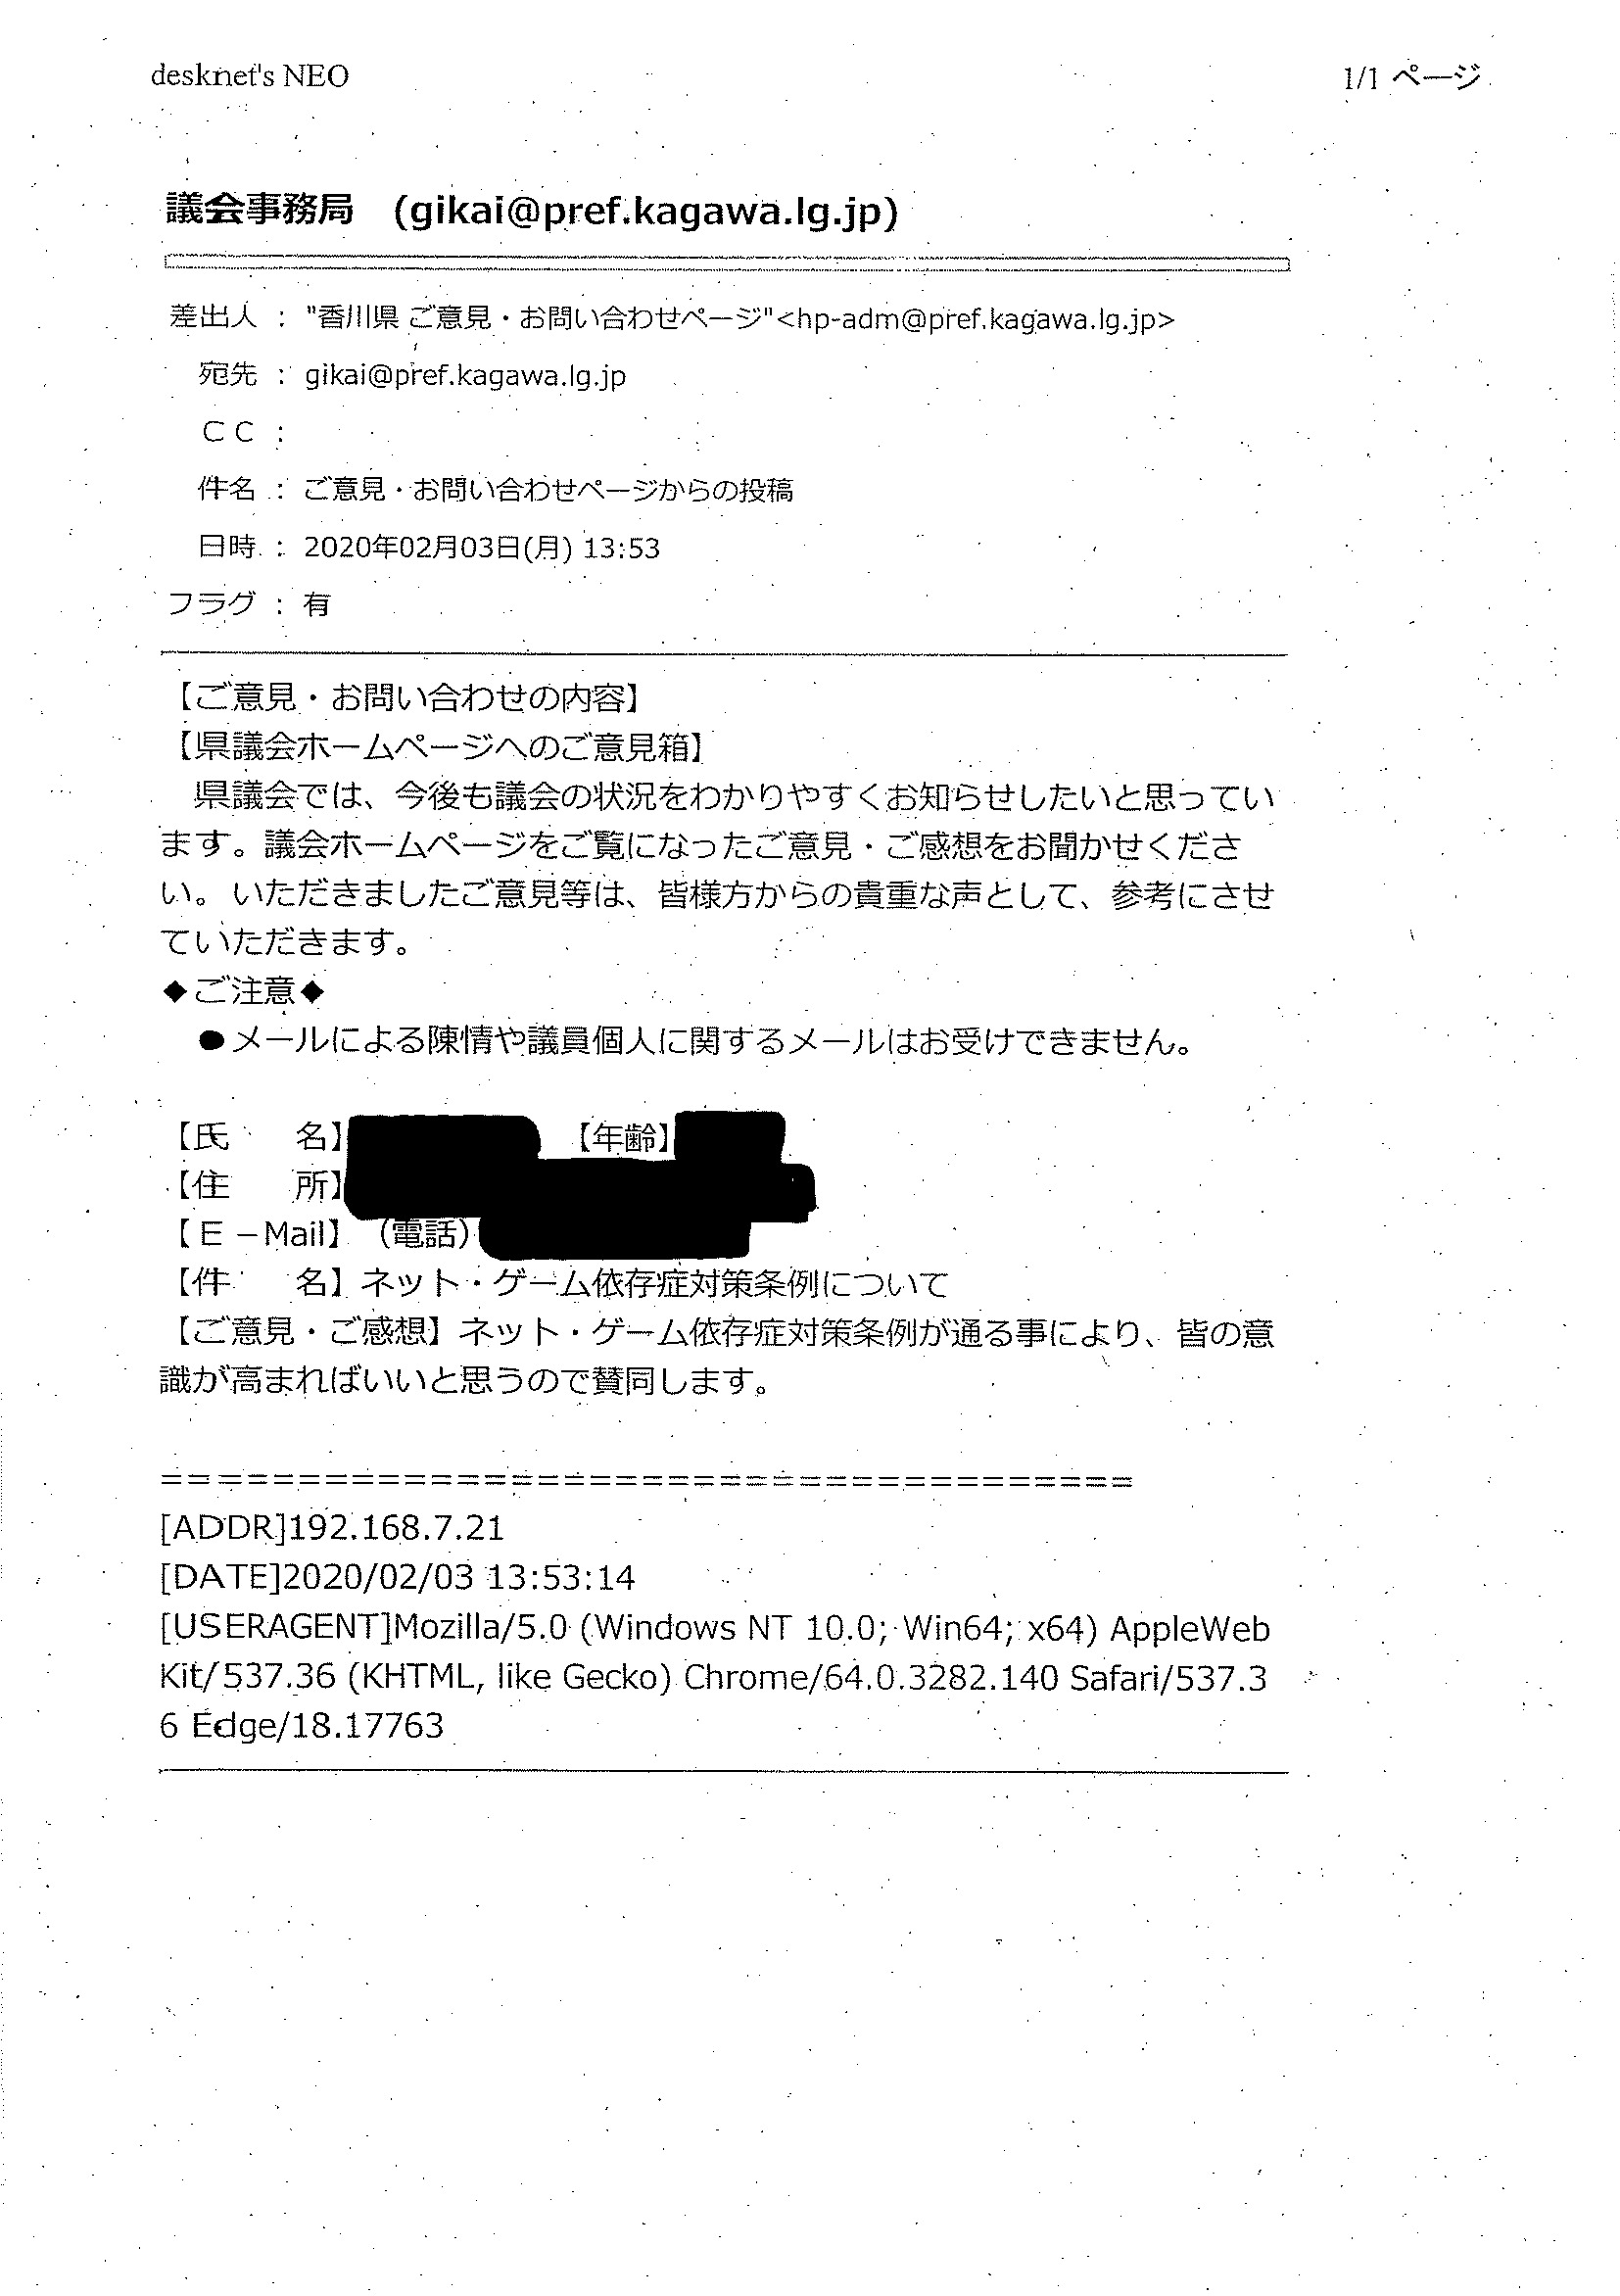 desknet's NEO
1/1 ページ
議会事務局　(gikai@pref.kagawa.lg.jp)
差出人 : "香川県 ご意見・お問い合わせページ"<hp-adm@pref.kagawa.lg.jp>
宛先 : gikai@pref.kagawa.lg.jp
ＣＣ :
件名 : ご意見・お問い合わせページからの投稿
日時 : 2020年02月03日(月) 13:53
フラグ : 有
【ご意見・お問い合わせの内容】
【県議会ホームページへのご意見箱】
　県議会では、今後も議会の状況をわかりやすくお知らせしたいと思ってい
ます。議会ホームページをご覧になったご意見・ご感想をお聞かせくださ
い。いただきましたご意見等は、皆様方からの貴重な声として、参考にさせ
ていただきます。
◆ご注意◆
　●メールによる陳情や議員個人に関するメールはお受けできません。
【氏　　名】　【年齢】
【住　　所】
【Ｅ－Mail】（電話）
【件　　名】ネット・ゲーム依存症対策条例について
【ご意見・ご感想】ネット・ゲーム依存症対策条例が通る事により、皆の意
識が高まればいいと思うので賛同します。
=====================================
[ADDR]192.168.7.21
[DATE]2020/02/03 13:53:14
[USERAGENT]Mozilla/5.0 (Windows NT 10.0; Win64; x64) AppleWeb
Kit/537.36 (KHTML, like Gecko) Chrome/64.0.3282.140 Safari/537.3
6 Edge/18.17763